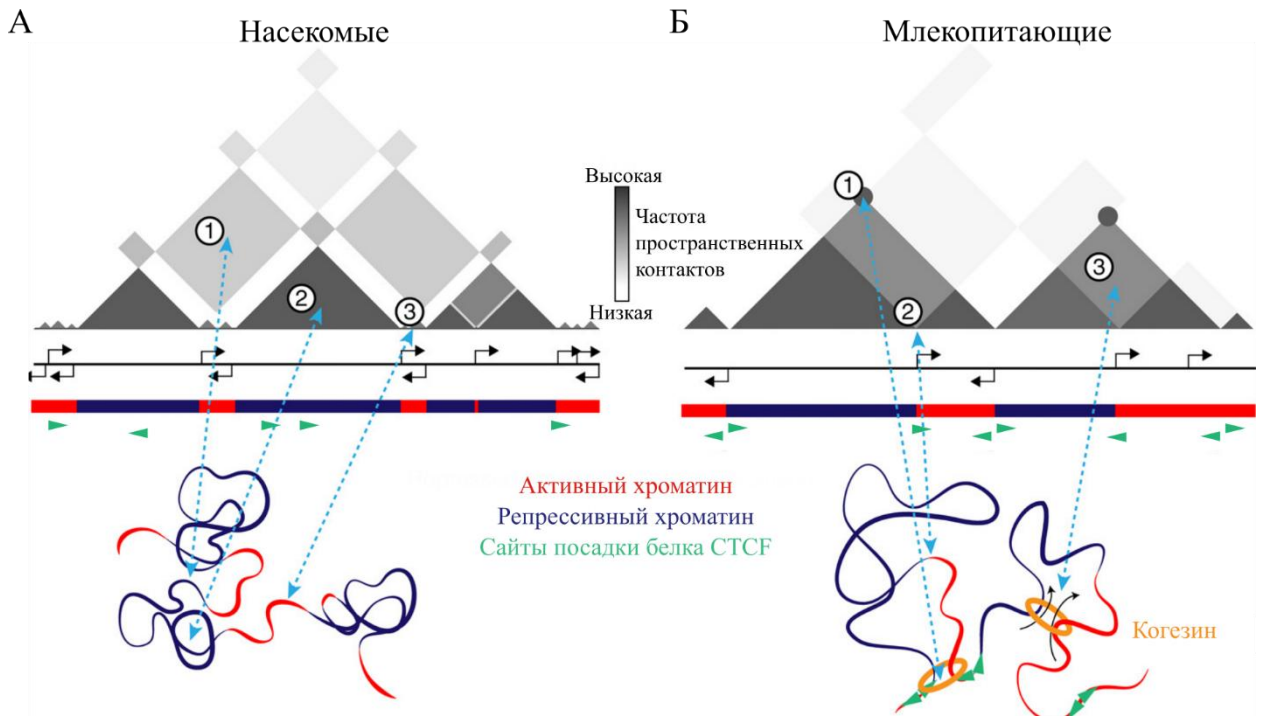 А
Насекомые
Б
Млекопитающие
Высокая
Частота
пространственных
контактов
Низкая
1
2
3
1
2
3
Активный хроматин
Репрессивный хроматин
Сайты посадки белка CTCF
Когезин